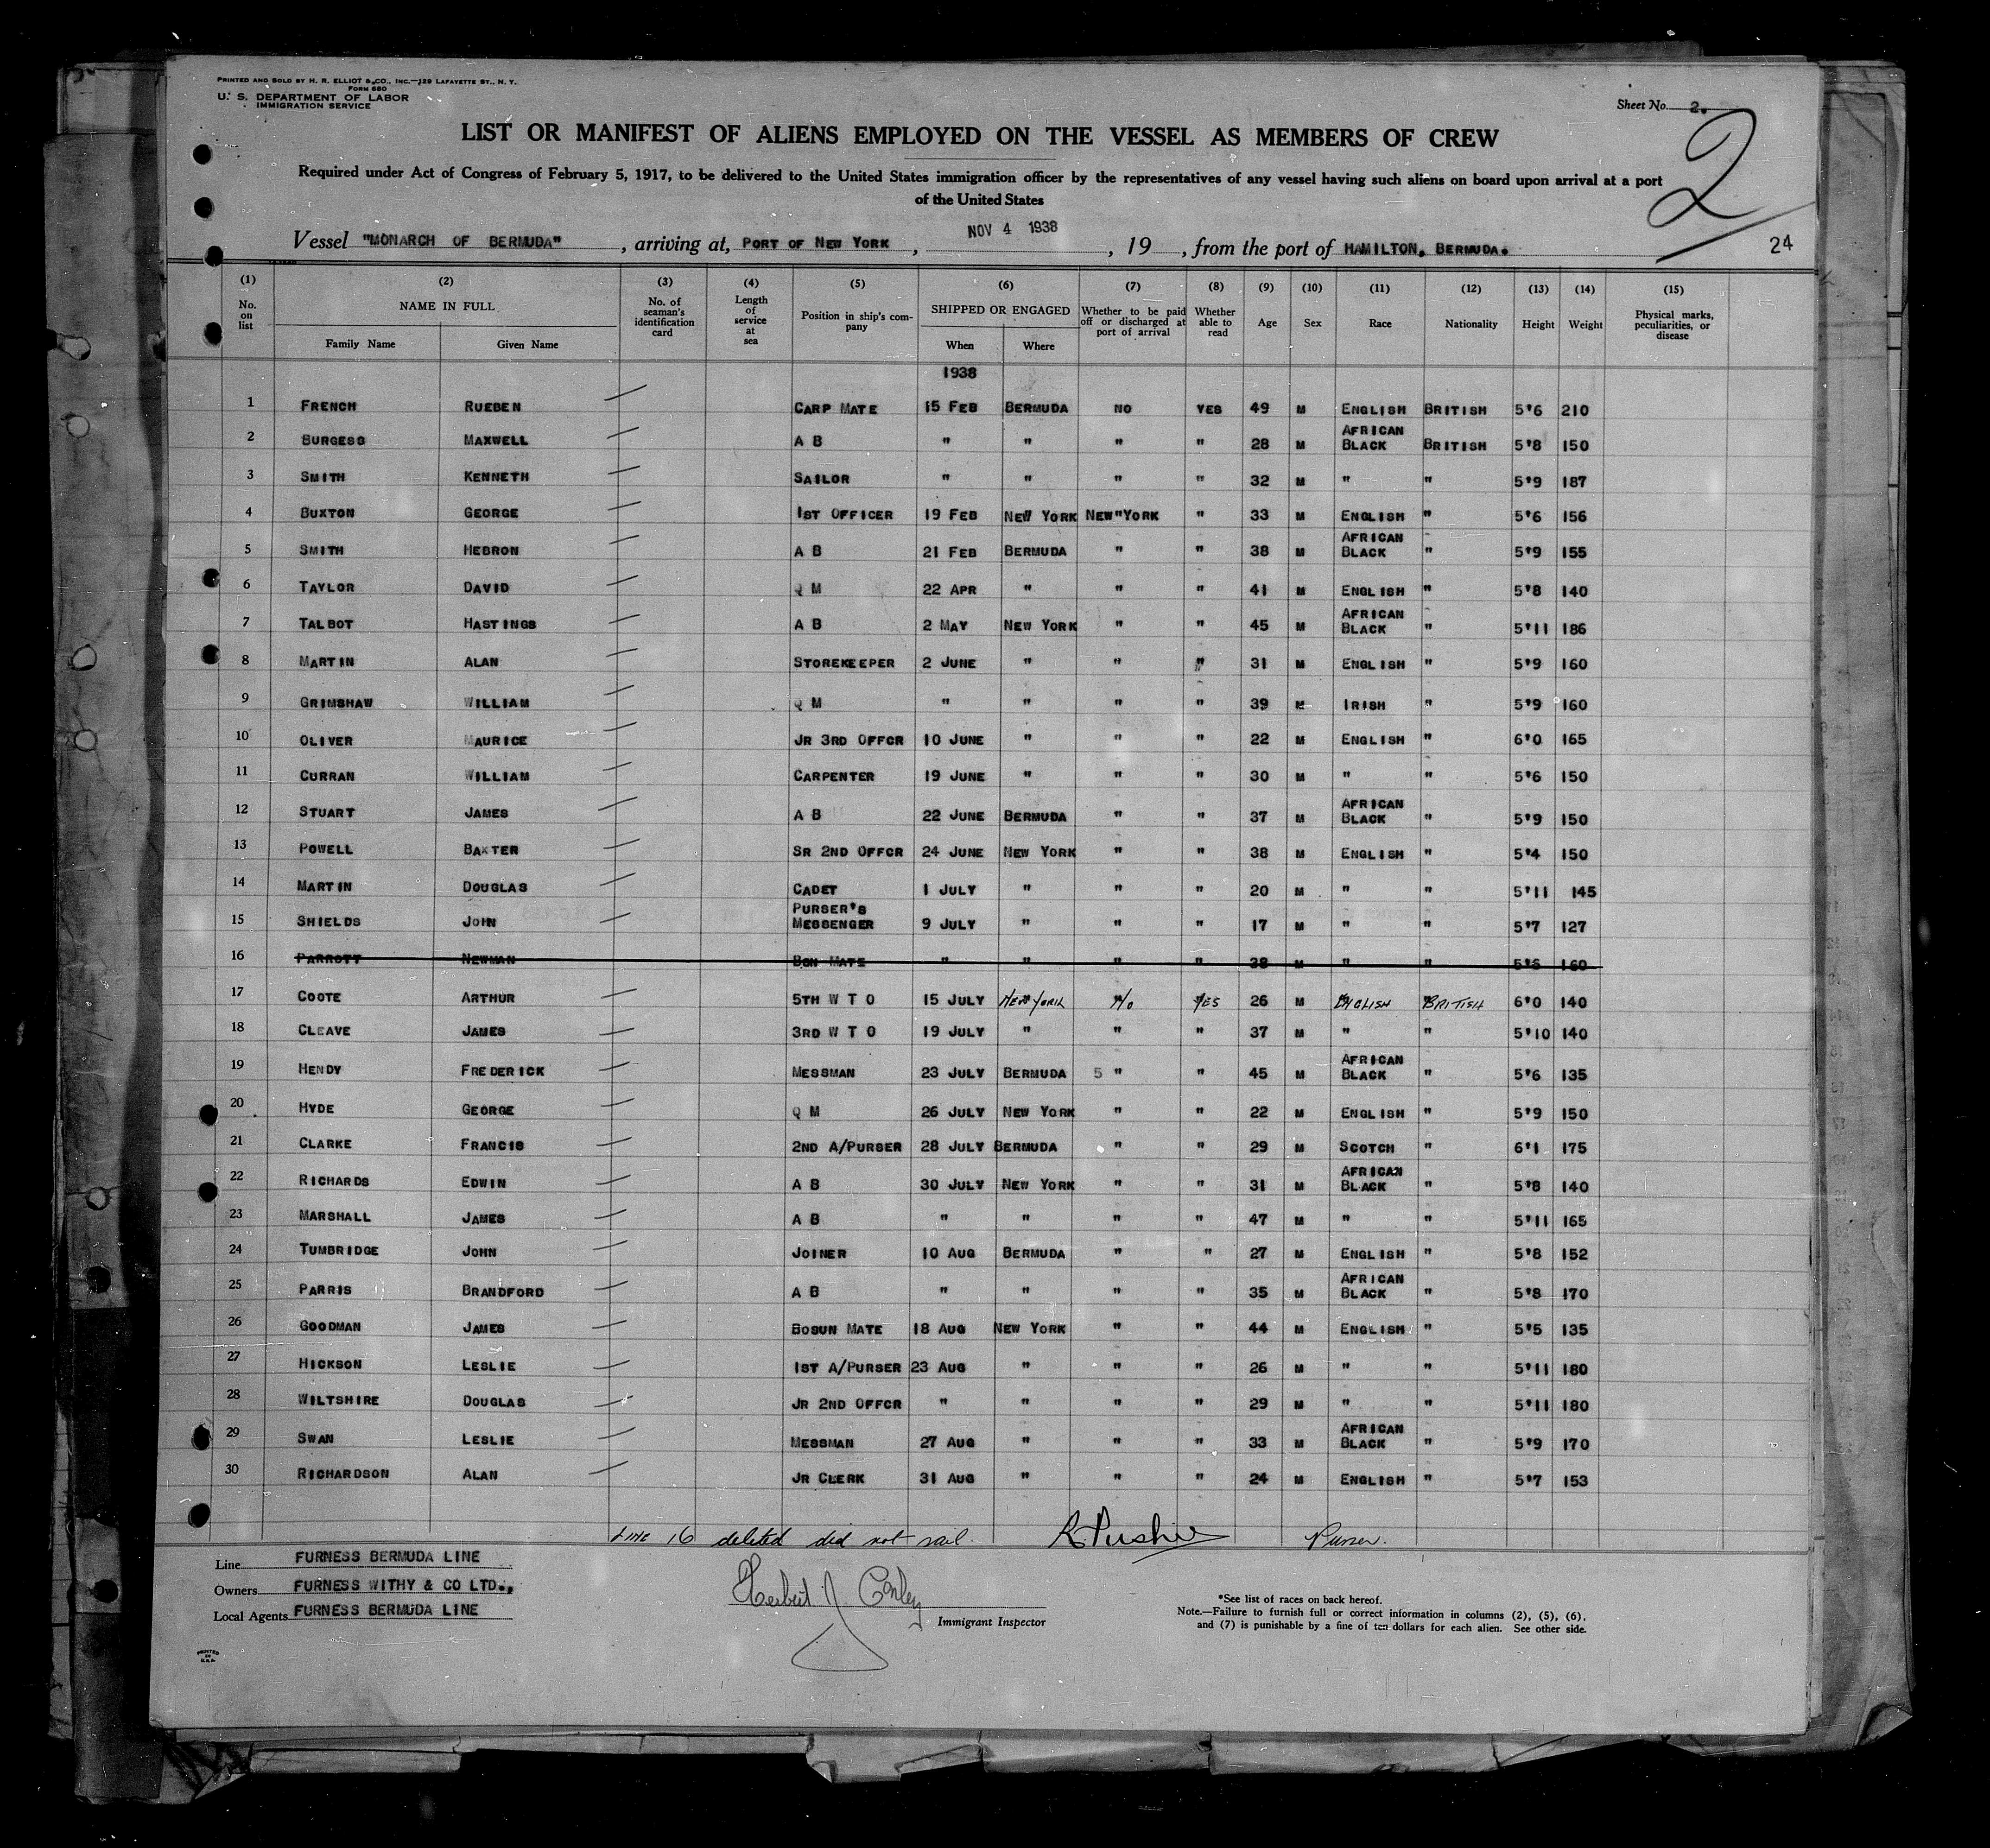 PRINTED AND SOLD BY H. R. ELLIOT & CO., INC.—129 LAFAYETTE ST., N. Y.
FORM 680
U. S. DEPARTMENT OF LABOR
IMMIGRATION SERVICE
Sheet No. 2.
2
LIST OR MANIFEST OF ALIENS EMPLOYED ON THE VESSEL AS MEMBERS OF CREW
Required under Act of Congress of February 5, 1917, to be delivered to the United States immigration officer by the representatives of any vessel having such aliens on board upon arrival at a port
of the United States
Vessel "MONARCH OF BERMUDA", arriving at, PORT OF NEW YORK, NOV 4 1938, 19, from the port of HAMILTON, BERMUDA.
24
(1) (2) (3) (4) (5) (6) (7) (8) (9) (10) (11) (12) (13) (14) (15)
No. on list NAME IN FULL No. of seaman's identification card Length of service at sea Position in ship's company SHIPPED OR ENGAGED Whether to be paid off or discharged at port of arrival Whether able to read Age Sex Race Nationality Height Weight Physical marks, peculiarities, or disease
Family Name Given Name When Where
1938
1 FRENCH RUEBEN CARP MATE 15 FEB BERMUDA NO YES 49 M ENGLISH BRITISH 5'6 210
2 BURGESS MAXWELL A B " " " " 28 M AFRICAN BLACK BRITISH 5'8 150
3 SMITH KENNETH SAILOR " " " " 32 M " " 5'9 187
4 BUXTON GEORGE 1ST OFFICER 19 FEB NEW YORK NEW"YORK " 33 M ENGLISH " 5'6 156
5 SMITH HEBRON A B 21 FEB BERMUDA " " 38 M AFRICAN BLACK " 5'9 155
6 TAYLOR DAVID Q M 22 APR " " " 41 M ENGLISH " 5'8 140
7 TALBOT HASTINGS A B 2 MAY NEW YORK " " 45 M AFRICAN BLACK " 5'11 186
8 MARTIN ALAN STOREKEEPER 2 JUNE " " " 31 M ENGLISH " 5'9 160
9 GRIMSHAW WILLIAM Q M " " " " 39 M IRISH " 5'9 160
10 OLIVER MAURICE JR 3RD OFFCR 10 JUNE " " " 22 M ENGLISH " 6'0 165
11 CURRAN WILLIAM CARPENTER 19 JUNE " " " 30 M " " 5'6 150
12 STUART JAMES A B 22 JUNE BERMUDA " " 37 M AFRICAN BLACK " 5'9 150
13 POWELL BAXTER SR 2ND OFFCR 24 JUNE NEW YORK " " 38 M ENGLISH " 5'4 150
14 MARTIN DOUGLAS CADET 1 JULY " " " 20 M " " 5'11 145
15 SHIELDS JOHN PURSER'S MESSENGER 9 JULY " " " 17 M " " 5'7 127
16 PARROTT NEWMAN BSN MATE " " " " 38 M " " 5'6 160
17 COOTE ARTHUR 5TH W T O 15 JULY NEW YORK NO YES 26 M ENGLISH BRITISH 6'0 140
18 CLEAVE JAMES 3RD W T O 19 JULY " " " 37 M " " 5'10 140
19 HENDY FREDERICK MESSMAN 23 JULY BERMUDA 5 " " 45 M AFRICAN BLACK " 5'6 135
20 HYDE GEORGE Q M 26 JULY NEW YORK " " 22 M ENGLISH " 5'9 150
21 CLARKE FRANCIS 2ND A/PURSER 28 JULY BERMUDA " " 29 M SCOTCH " 6'1 175
22 RICHARDS EDWIN A B 30 JULY NEW YORK " " 31 M AFRICAN BLACK " 5'8 140
23 MARSHALL JAMES A B " " " " 47 M " " 5'11 165
24 TUMBRIDGE JOHN JOINER 10 AUG BERMUDA " " 27 M ENGLISH " 5'8 152
25 PARRIS BRANDFORD A B " " " " 35 M AFRICAN BLACK " 5'8 170
26 GOODMAN JAMES BOSUN MATE 18 AUG NEW YORK " " 44 M ENGLISH " 5'5 135
27 HICKSON LESLIE 1ST A/PURSER 23 AUG " " " 26 M " " 5'11 180
28 WILTSHIRE DOUGLAS JR 2ND OFFCR " " " " 29 M " " 5'11 180
29 SWAN LESLIE MESSMAN 27 AUG " " " 33 M AFRICAN BLACK " 5'9 170
30 RICHARDSON ALAN JR CLERK 31 AUG " " " 24 M ENGLISH " 5'7 153
Line 16 deleted did not sail. Purser.
Line FURNESS BERMUDA LINE
Owners FURNESS WITHY & CO LTD.,
Local Agents FURNESS BERMUDA LINE
Herbert J Conley
Immigrant Inspector
*See list of races on back hereof.
Note.—Failure to furnish full or correct information in columns (2), (5), (6), and (7) is punishable by a fine of ten dollars for each alien. See other side.
PRINTED
IN
U.S.A.